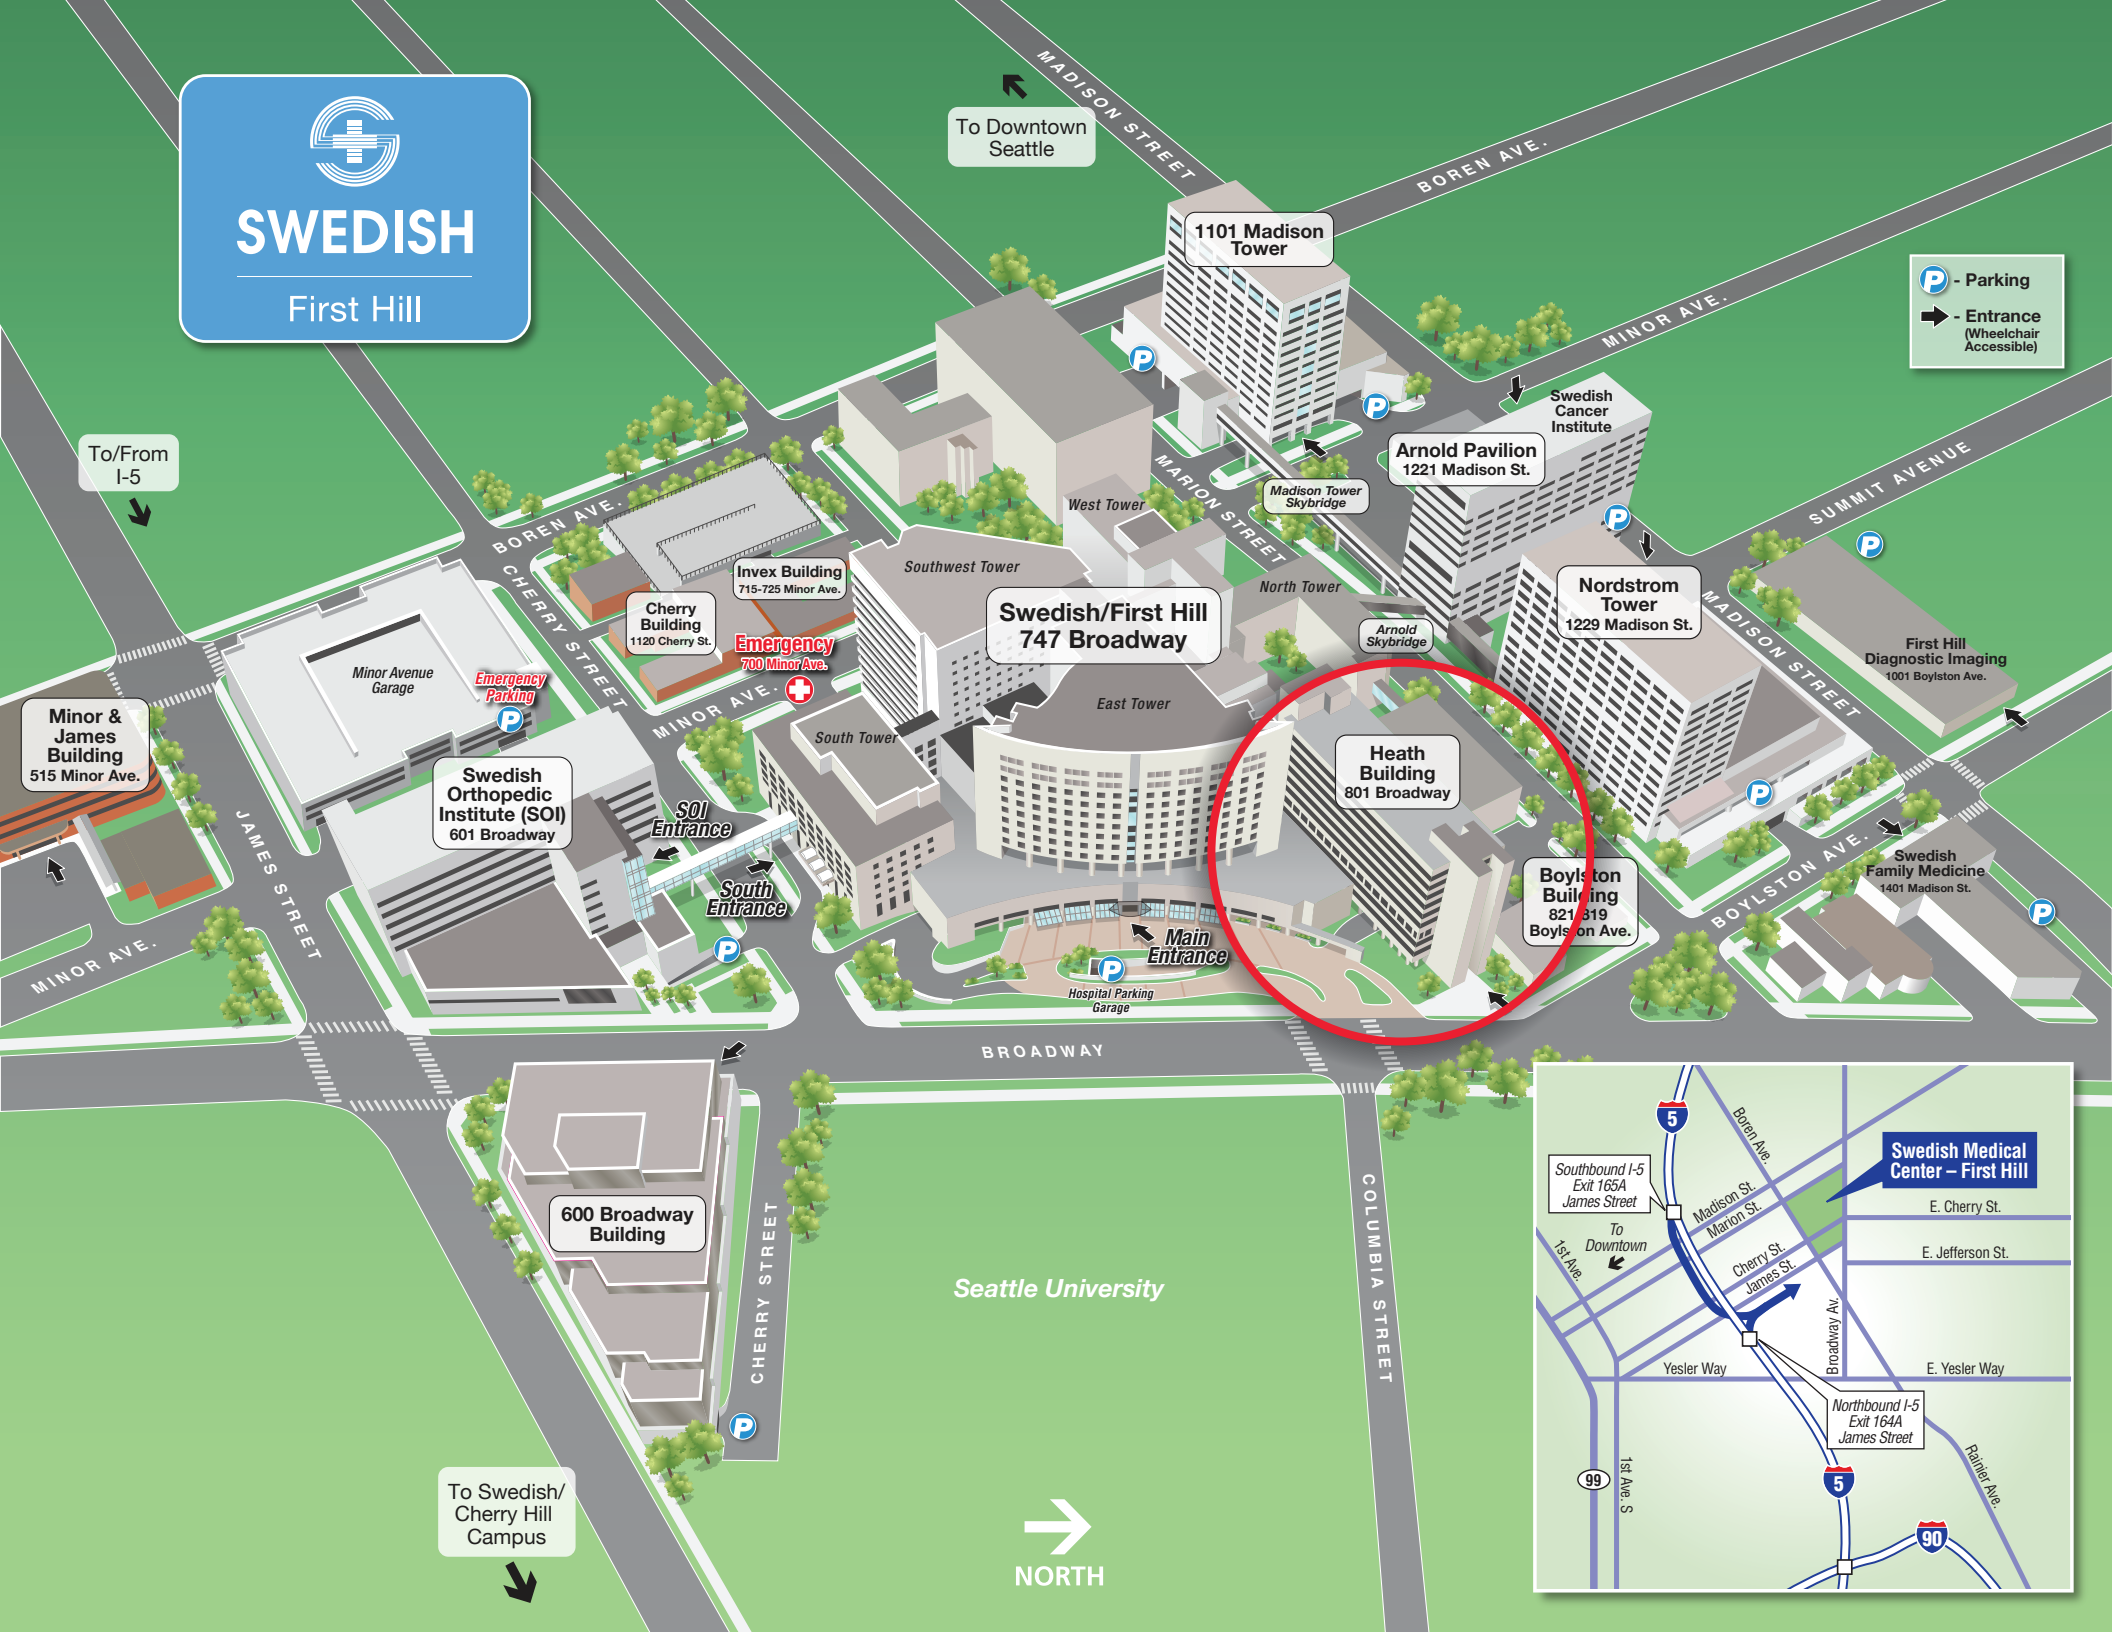 SWEDISH
First Hill
To Downtown
Seattle
MADISON STREET
BOREN AVE.
1101 Madison
Tower
P - Parking
- Entrance
(Wheelchair
Accessible)
MINOR AVE.
P
P
Swedish
Cancer
Institute
Arnold Pavilion
1221 Madison St.
To/From
I-5
SUMMIT AVENUE
MARION STREET
Madison Tower
Skybridge
West Tower
BOREN AVE.
P
P
Southwest Tower
Invex Building
715-725 Minor Ave.
North Tower
Nordstrom
Tower
1229 Madison St.
MADISON STREET
CHERRY STREET
Cherry
Building
1120 Cherry St.
Swedish/First Hill
747 Broadway
Arnold
Skybridge
Emergency
700 Minor Ave.
First Hill
Diagnostic Imaging
1001 Boylston Ave.
Minor Avenue
Garage
Emergency
Parking
P
MINOR AVE.
East Tower
Minor &
James
Building
515 Minor Ave.
South Tower
Heath
Building
801 Broadway
Swedish
Orthopedic
Institute (SOI)
601 Broadway
P
SOI
Entrance
JAMES STREET
BOYLSTON AVE.
Swedish
Family Medicine
1401 Madison St.
South
Entrance
Boylston
Building
821/819
Boylston Ave.
P
MINOR AVE.
P
Main
Entrance
P
Hospital Parking
Garage
BROADWAY
600 Broadway
Building
CHERRY STREET
COLUMBIA STREET
Seattle University
P
To Swedish/
Cherry Hill
Campus
NORTH
5
Boren Ave.
Swedish Medical
Center – First Hill
Southbound I-5
Exit 165A
James Street
Madison St.
Marion St.
E. Cherry St.
To
Downtown
1st Ave.
Cherry St.
James St.
E. Jefferson St.
Broadway Av.
Yesler Way
E. Yesler Way
Northbound I-5
Exit 164A
James Street
99
1st Ave. S
5
Rainier Ave.
90